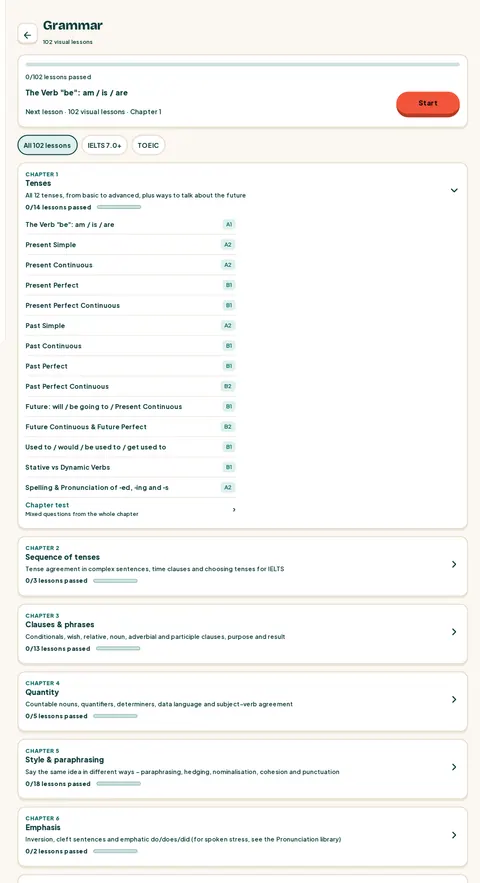 Grammar
102 visual lessons
0/102 lessons passed
The Verb "be": am / is / are
Next lesson · 102 visual lessons · Chapter 1
Start
All 102 lessons
IELTS 7.0+
TOEIC
CHAPTER 1
Tenses
All 12 tenses, from basic to advanced, plus ways to talk about the future
0/14 lessons passed
The Verb "be": am / is / are A1
Present Simple A2
Present Continuous A2
Present Perfect B1
Present Perfect Continuous B1
Past Simple A2
Past Continuous B1
Past Perfect B1
Past Perfect Continuous B2
Future: will / be going to / Present Continuous B1
Future Continuous & Future Perfect B2
Used to / would / be used to / get used to B1
Stative vs Dynamic Verbs B1
Spelling & Pronunciation of -ed, -ing and -s A2
Chapter test
Mixed questions from the whole chapter
CHAPTER 2
Sequence of tenses
Tense agreement in complex sentences, time clauses and choosing tenses for IELTS
0/3 lessons passed
CHAPTER 3
Clauses & phrases
Conditionals, wish, relative, noun, adverbial and participle clauses, purpose and result
0/13 lessons passed
CHAPTER 4
Quantity
Countable nouns, quantifiers, determiners, data language and subject–verb agreement
0/5 lessons passed
CHAPTER 5
Style & paraphrasing
Say the same idea in different ways – paraphrasing, hedging, nominalisation, cohesion and punctuation
0/18 lessons passed
CHAPTER 6
Emphasis
Inversion, cleft sentences and emphatic do/does/did (for spoken stress, see the Pronunciation library)
0/2 lessons passed